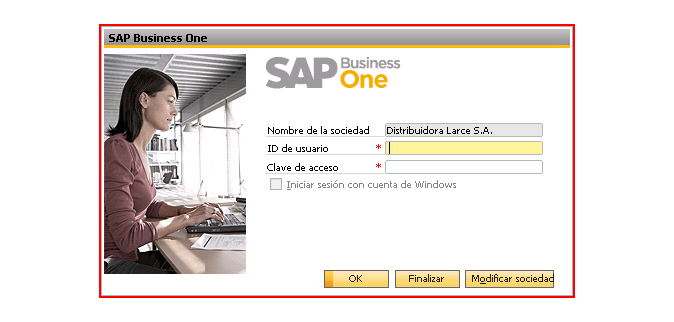 SAP Business One
SAP Business One
Nombre de la sociedad Distribuidora Larce S.A.
ID de usuario *
Clave de acceso *
Iniciar sesión con cuenta de Windows
OK Finalizar Modificar sociedad